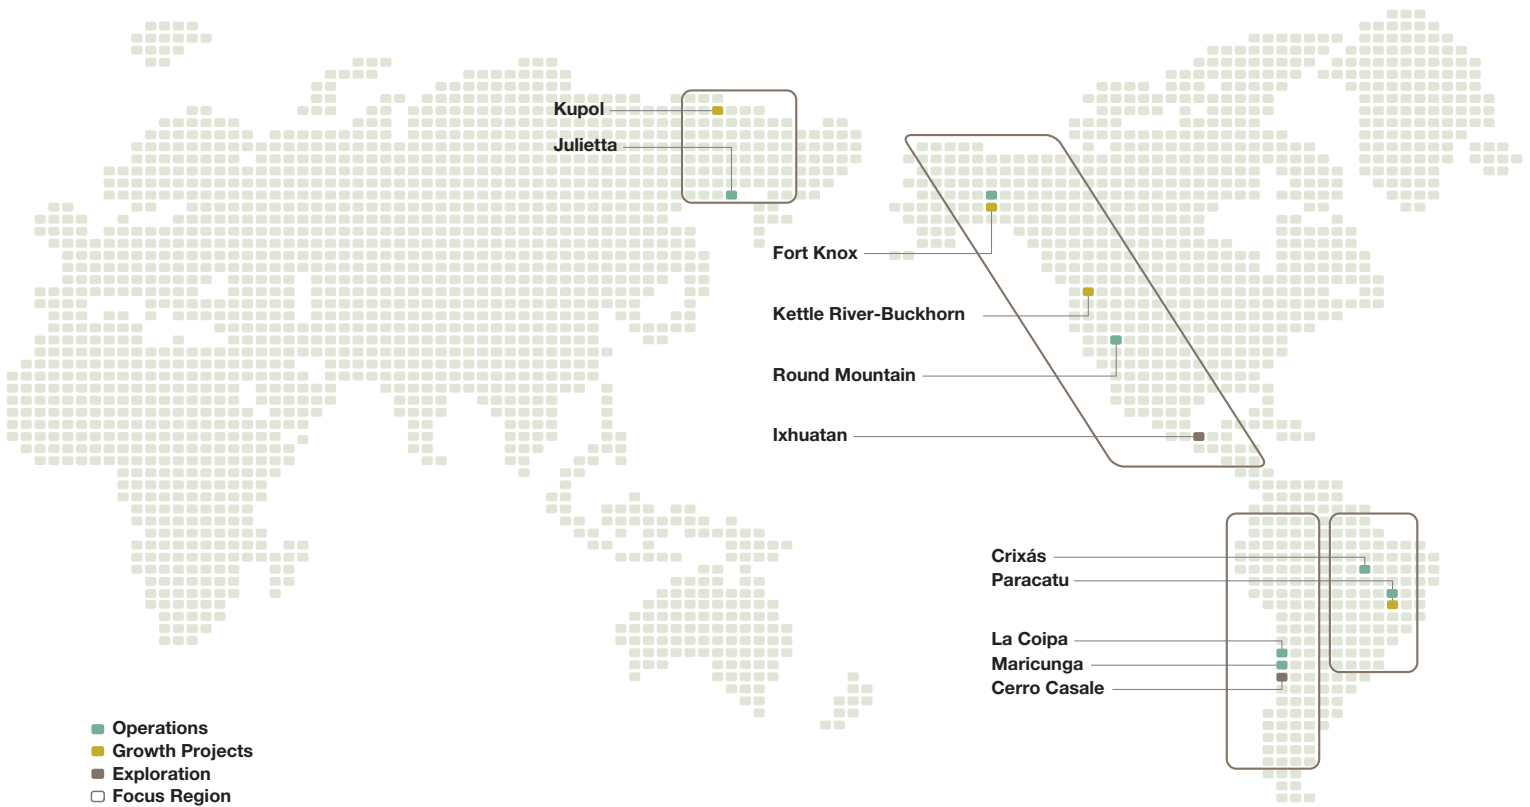 Kupol
Julietta
Fort Knox
Kettle River-Buckhorn
Round Mountain
Ixhuatan
Crixás
Paracatu
La Coipa
Maricunga
Cerro Casale
Operations
Growth Projects
Exploration
Focus Region